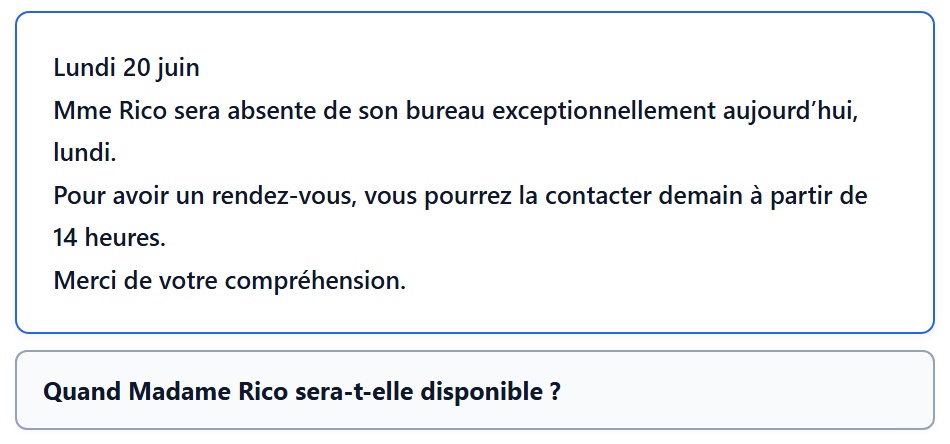 Lundi 20 juin
Mme Rico sera absente de son bureau exceptionnellement aujourd’hui,
lundi.
Pour avoir un rendez-vous, vous pourrez la contacter demain à partir de
14 heures.
Merci de votre compréhension.
Quand Madame Rico sera-t-elle disponible ?